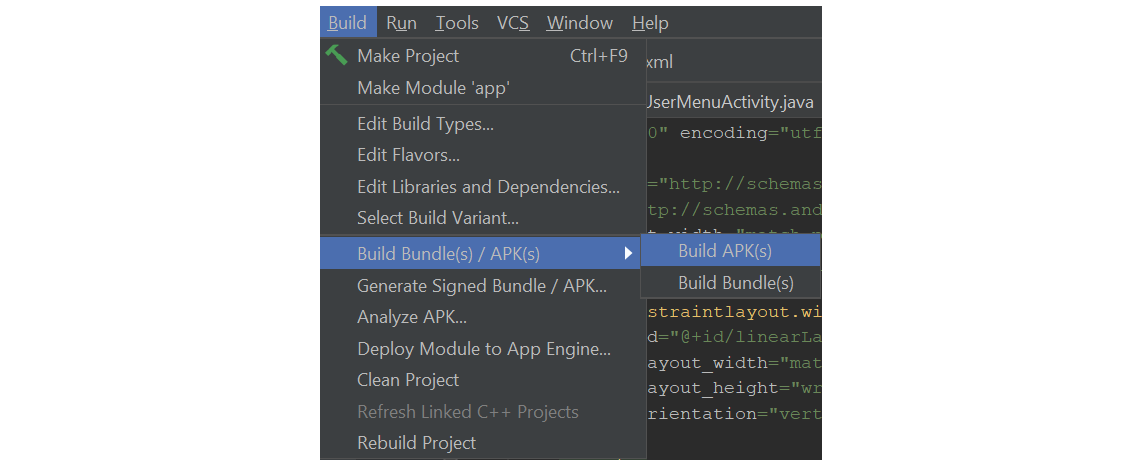 Build Run Tools VCS Window Help
Make Project Ctrl+F9
xml
Make Module 'app'
UserMenuActivity.java
Edit Build Types...
0" encoding="utf
Edit Flavors...
Edit Libraries and Dependencies...
="http://schemas
Select Build Variant...
tp://schemas.and
t width="match
Build Bundle(s) / APK(s)
Build APK(s)
Generate Signed Bundle / APK...
Build Bundle(s)
Analyze APK...
straintlayout.wi
d="@+id/linearLa
Deploy Module to App Engine...
ayout_width="mat
Clean Project
ayout_height="wr
Refresh Linked C++ Projects
rientation="vert
Rebuild Project